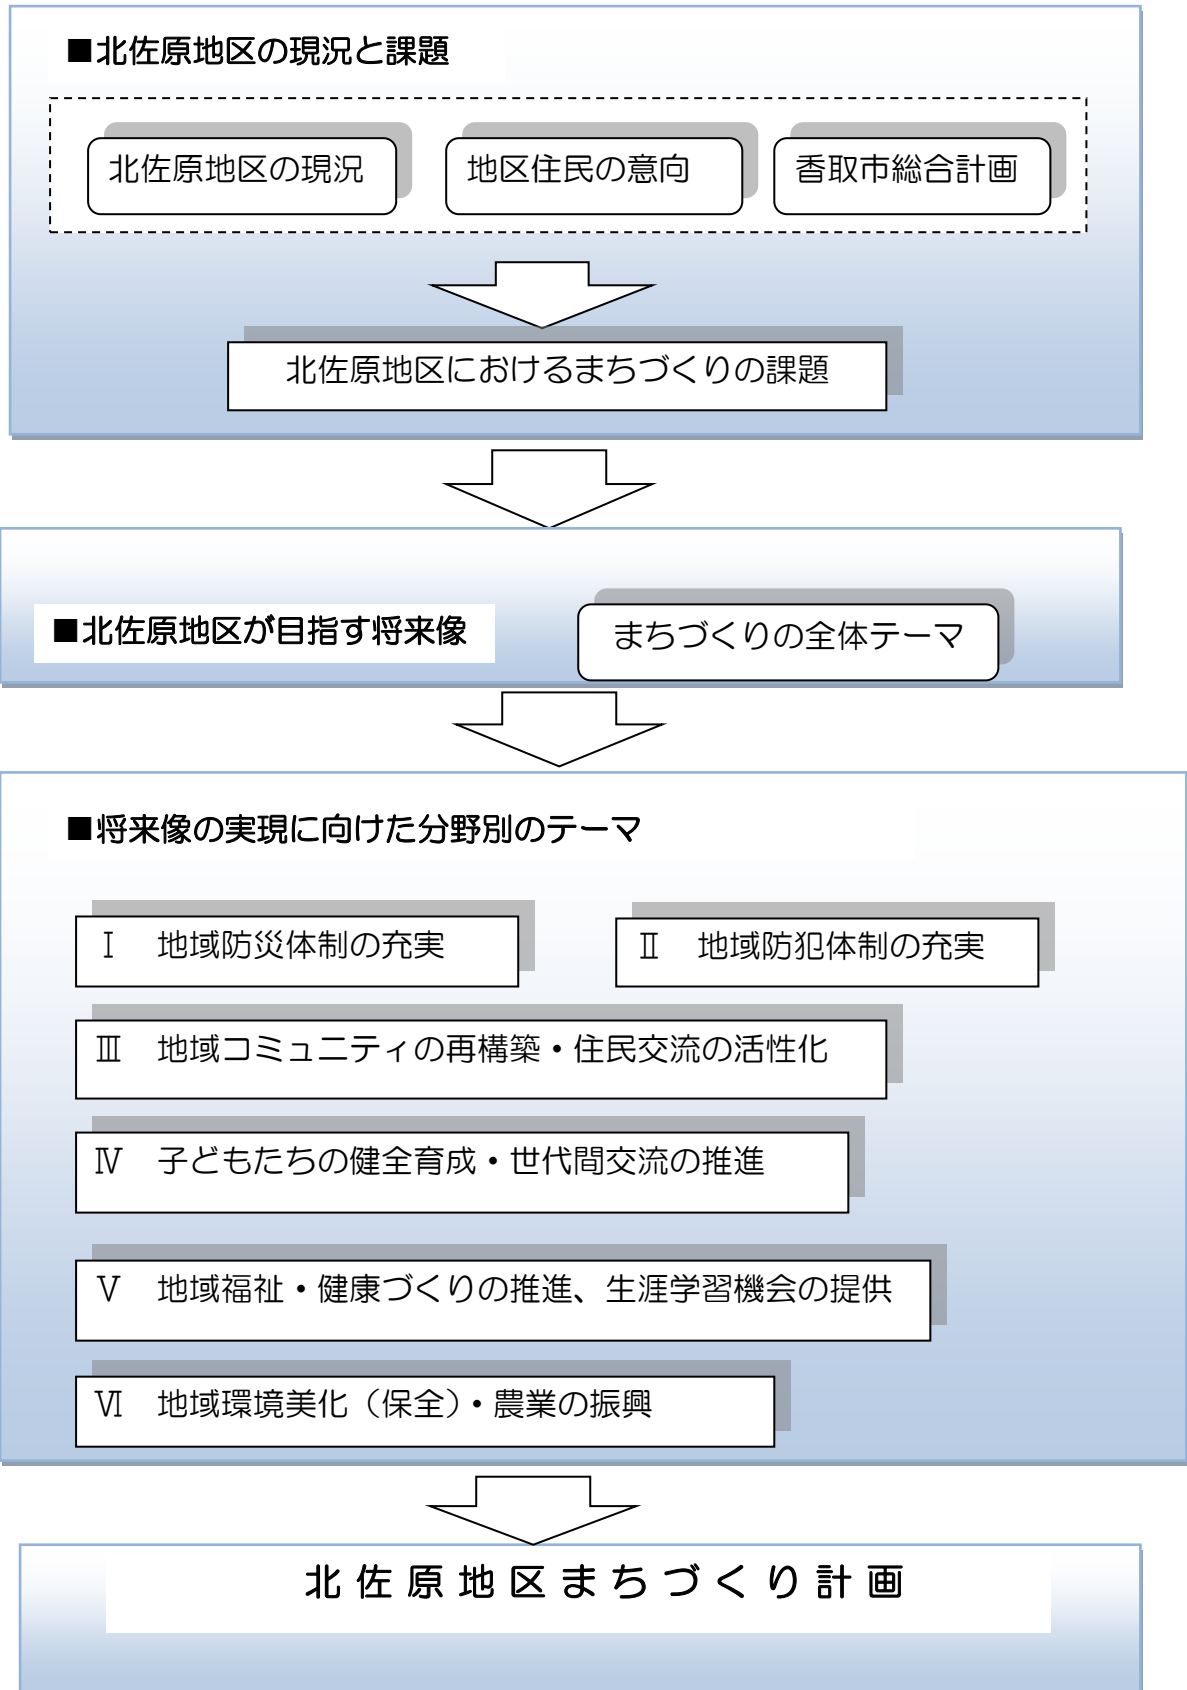 ■北佐原地区の現況と課題
北佐原地区の現況
地区住民の意向
香取市総合計画
北佐原地区におけるまちづくりの課題
■北佐原地区が目指す将来像
まちづくりの全体テーマ
■将来像の実現に向けた分野別のテーマ
Ⅰ　地域防災体制の充実
Ⅱ　地域防犯体制の充実
Ⅲ　地域コミュニティの再構築・住民交流の活性化
Ⅳ　子どもたちの健全育成・世代間交流の推進
Ⅴ　地域福祉・健康づくりの推進、生涯学習機会の提供
Ⅵ　地域環境美化（保全）・農業の振興
北佐原地区まちづくり計画